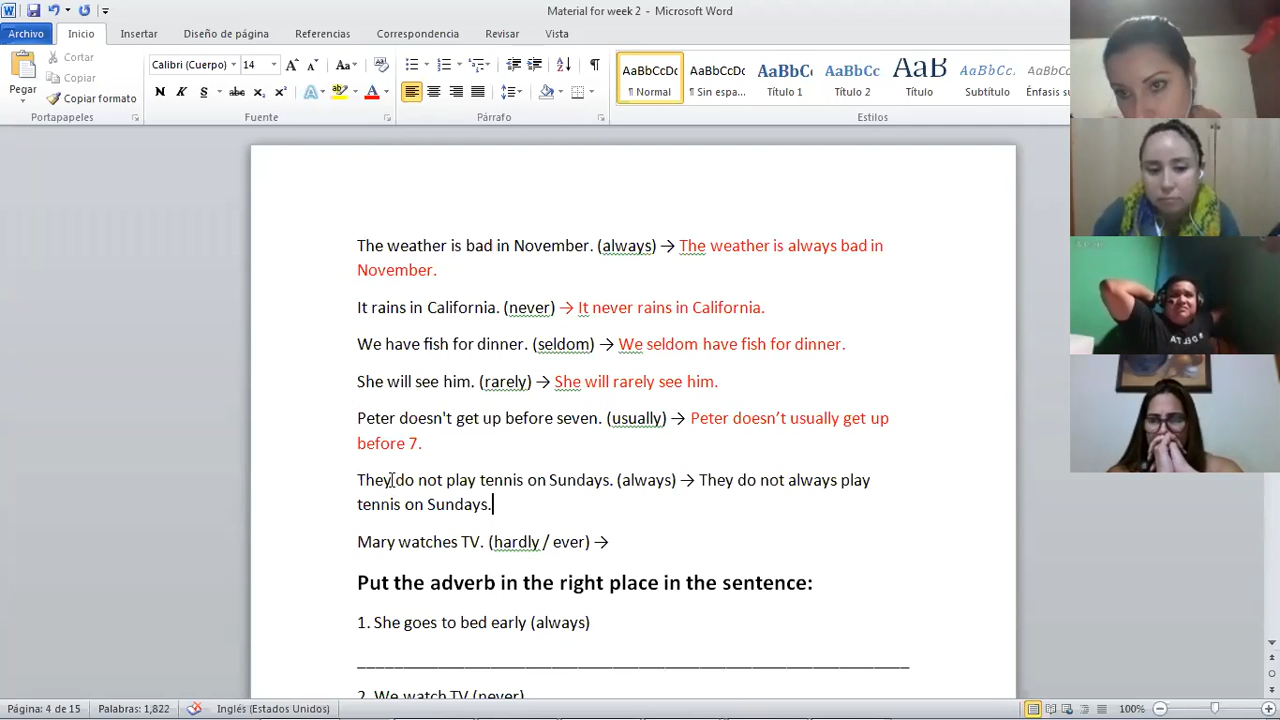 Material for week 2 - Microsoft Word
Archivo Inicio Insertar Diseño de página Referencias Correspondencia Revisar Vista
Pegar
Cortar
Copiar
Copiar formato
Portapapeles
Calibri (Cuerpo) 14
Fuente
Párrafo
AaBbCcDc AaBbCcDc AaBbC AaBbCc AaB AaBbCcL AaBbCcDc
¶ Normal ¶ Sin espa... Título 1 Título 2 Título Subtítulo Énfasis su
Estilos
The weather is bad in November. (always) → The weather is always bad in
November.
It rains in California. (never) → It never rains in California.
We have fish for dinner. (seldom) → We seldom have fish for dinner.
She will see him. (rarely) → She will rarely see him.
Peter doesn't get up before seven. (usually) → Peter doesn’t usually get up
before 7.
They do not play tennis on Sundays. (always) → They do not always play
tennis on Sundays.
Mary watches TV. (hardly / ever) →
Put the adverb in the right place in the sentence:
1. She goes to bed early (always)
2. We watch TV (never)
Página: 4 de 15 Palabras: 1,822 Inglés (Estados Unidos) 100%